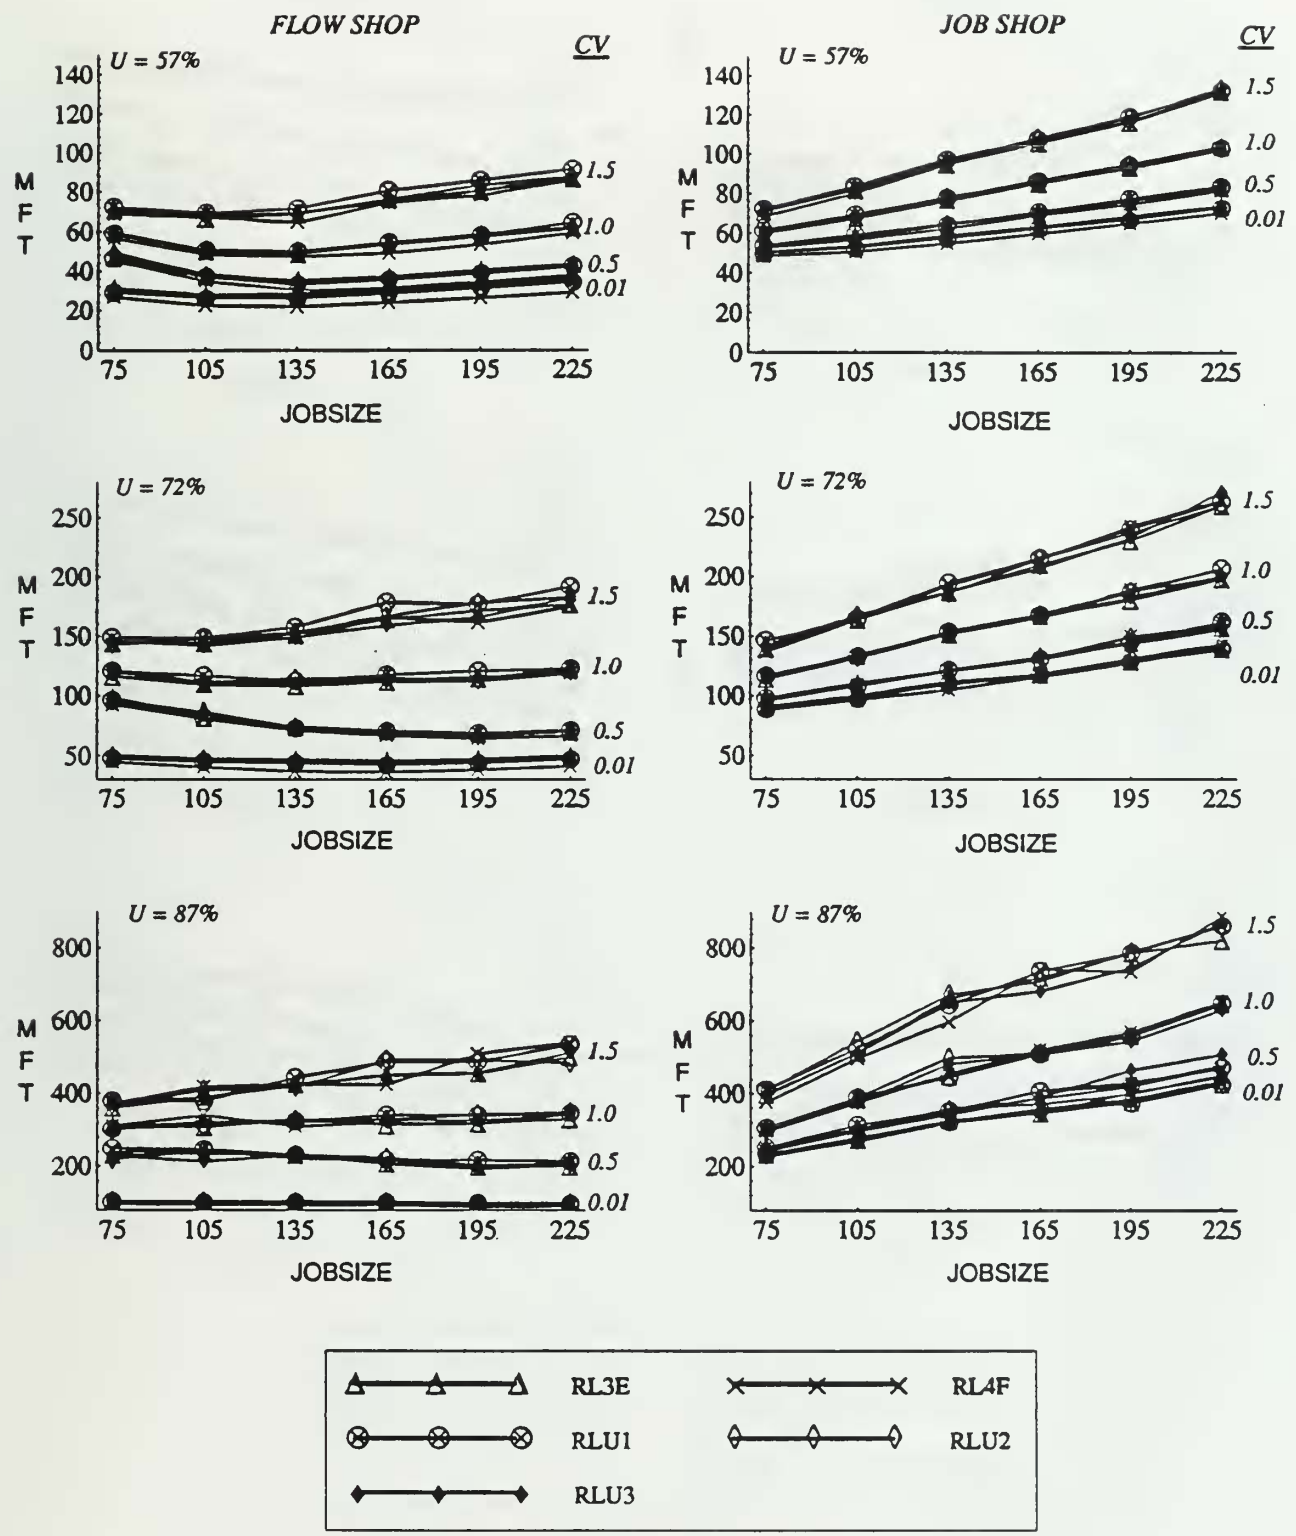 FLOW SHOP
CV
U = 57%
140
120
100
80
60
40
20
0
M
F
T
1.5
1.0
0.5
0.01
75 105 135 165 195 225
JOBSIZE
JOB SHOP
CV
U = 57%
140
120
100
80
60
40
20
0
M
F
T
1.5
1.0
0.5
0.01
75 105 135 165 195 225
JOBSIZE
U = 72%
250
200
150
100
50
M
F
T
1.5
1.0
0.5
0.01
75 105 135 165 195 225
JOBSIZE
U = 72%
250
200
150
100
50
M
F
T
1.5
1.0
0.5
0.01
75 105 135 165 195 225
JOBSIZE
U = 87%
800
600
400
200
M
F
T
1.5
1.0
0.5
0.01
75 105 135 165 195 225
JOBSIZE
U = 87%
800
600
400
200
M
F
T
1.5
1.0
0.5
0.01
75 105 135 165 195 225
JOBSIZE
RL3E
RL4F
RLU1
RLU2
RLU3